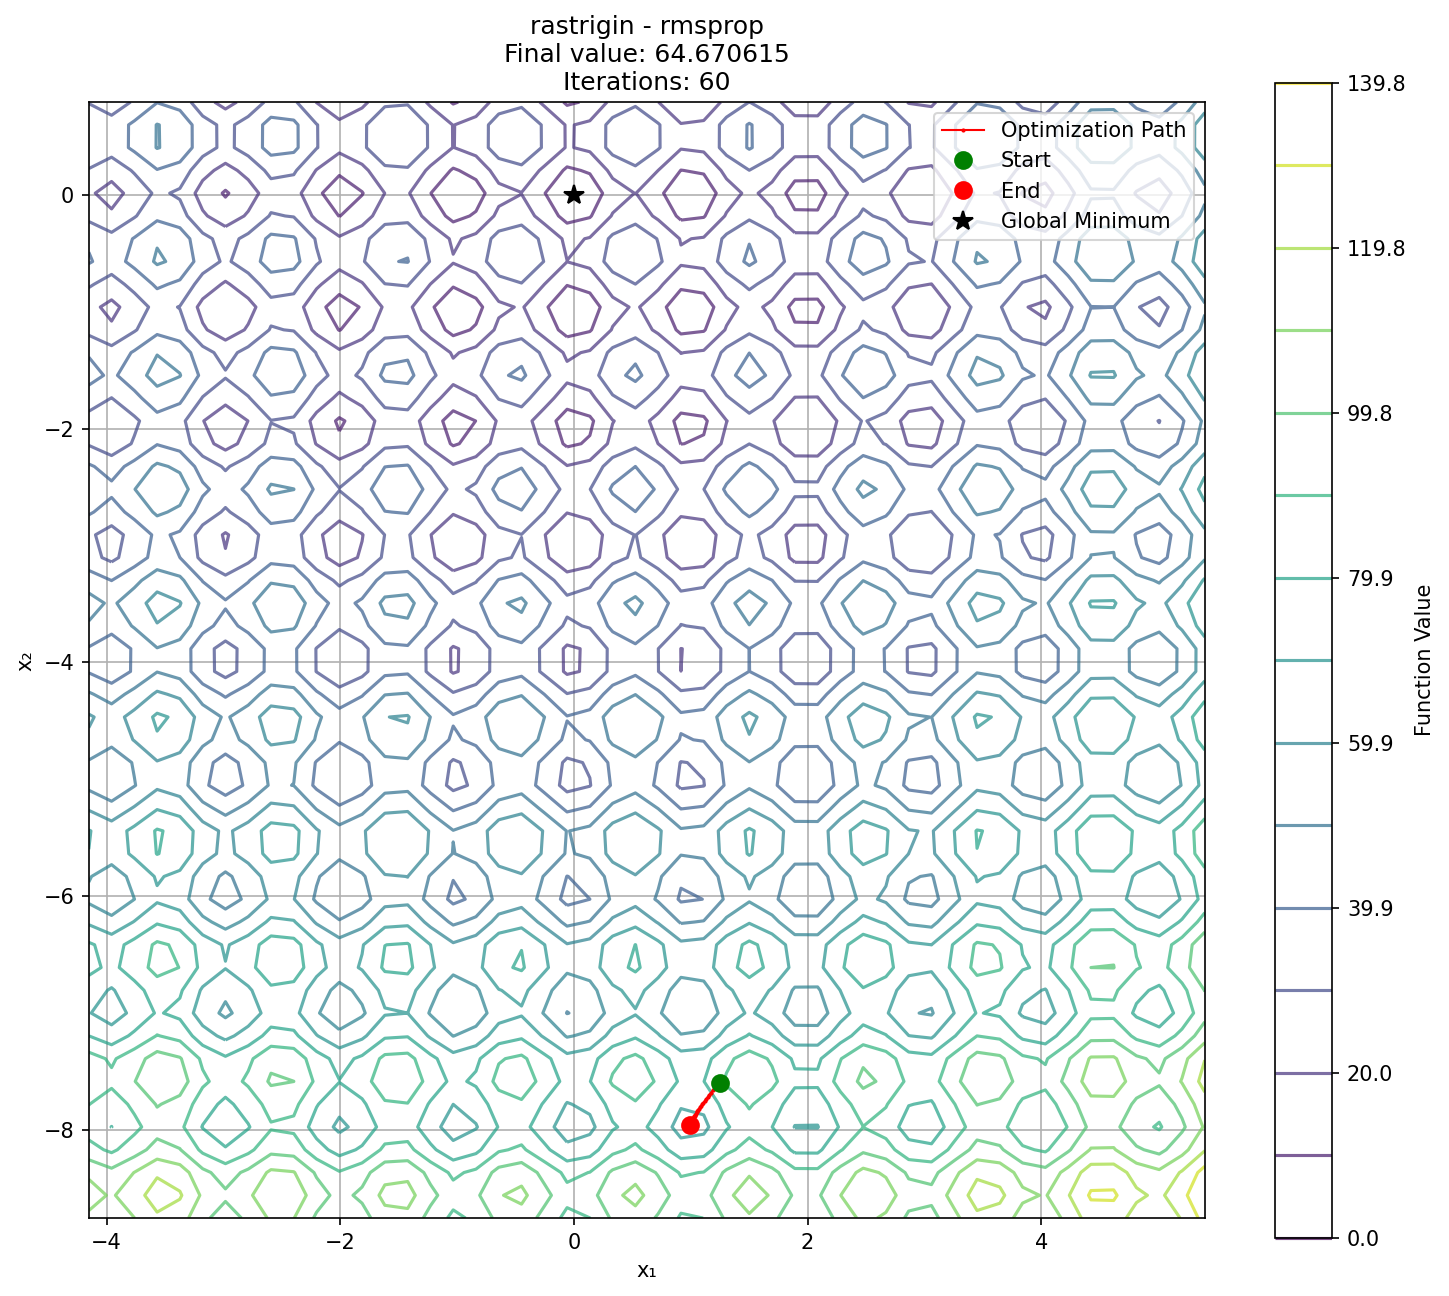 rastrigin - rmsprop
Final value: 64.670615
Iterations: 60
Optimization Path
Start
End
Global Minimum
0
−2
−4
−6
−8
x₂
−4
−2
0
2
4
x₁
139.8
119.8
99.8
79.9
59.9
39.9
20.0
0.0
Function Value